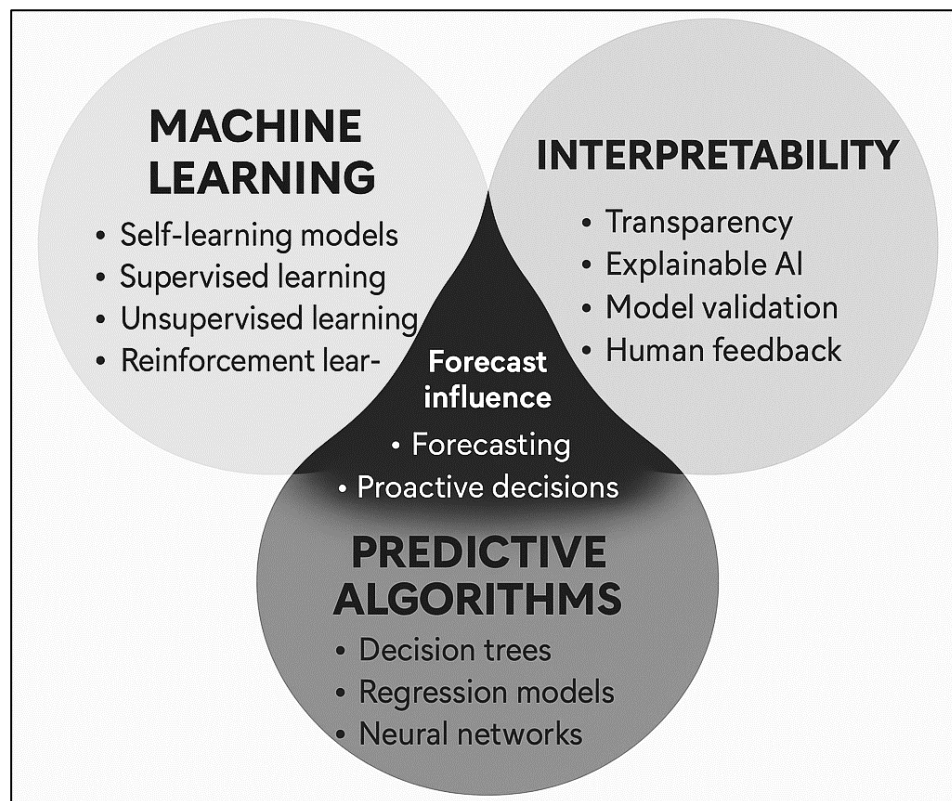 MACHINE
LEARNING
• Self-learning models
• Supervised learning
• Unsupervised learning
• Reinforcement lear-
INTERPRETABILITY
• Transparency
• Explainable AI
• Model validation
• Human feedback
Forecast
influence
• Forecasting
• Proactive decisions
PREDICTIVE
ALGORITHMS
• Decision trees
• Regression models
• Neural networks